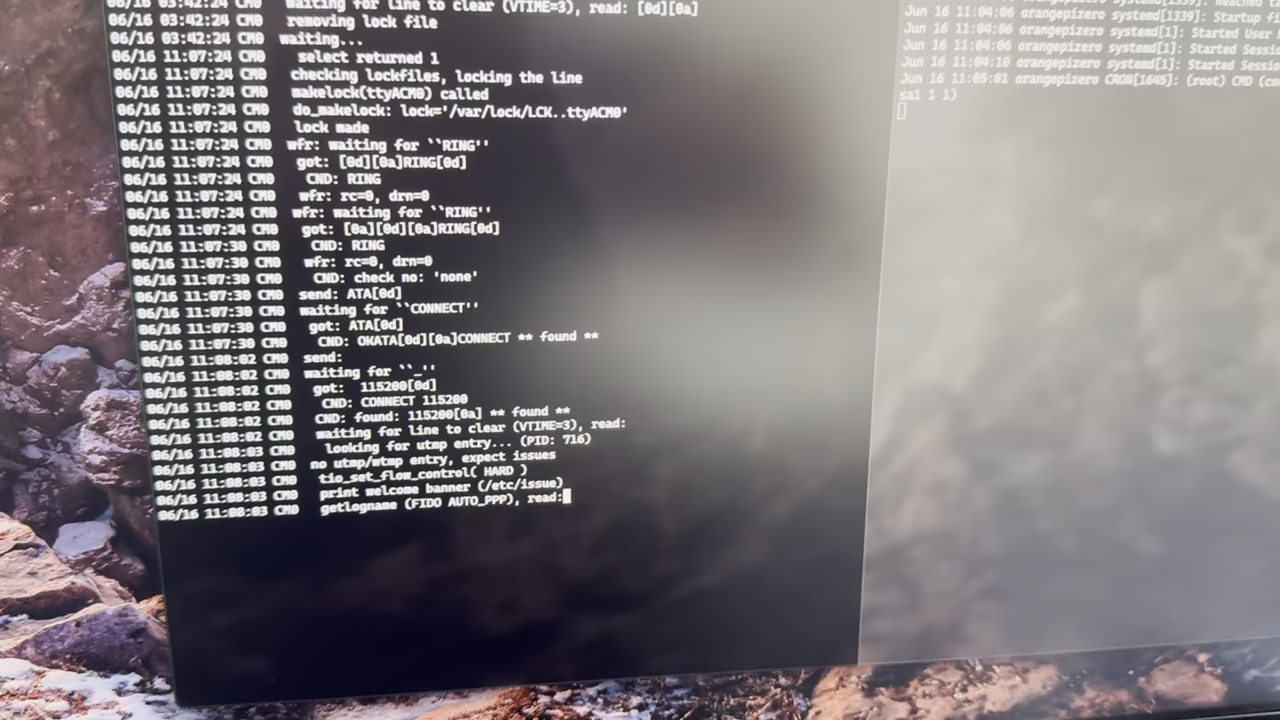 06/16 03:42:24 CM0 waiting for line to clear (VTIME=3), read: [0d][0a]
06/16 03:42:24 CM0 removing lock file
06/16 03:42:24 CM0 waiting...
06/16 11:07:24 CM0 select returned 1
06/16 11:07:24 CM0 checking lockfiles, locking the line
06/16 11:07:24 CM0 makelock(ttyACM0) called
06/16 11:07:24 CM0 do_makelock: lock='/var/lock/LCK..ttyACM0'
06/16 11:07:24 CM0 lock made
06/16 11:07:24 CM0 wfr: waiting for ``RING''
06/16 11:07:24 CM0 got: [0d][0a]RING[0d]
06/16 11:07:24 CM0 CND: RING
06/16 11:07:24 CM0 wfr: rc=0, drn=0
06/16 11:07:24 CM0 wfr: waiting for ``RING''
06/16 11:07:24 CM0 got: [0a][0d][0a]RING[0d]
06/16 11:07:30 CM0 CND: RING
06/16 11:07:30 CM0 wfr: rc=0, drn=0
06/16 11:07:30 CM0 CND: check no: 'none'
06/16 11:07:30 CM0 send: ATA[0d]
06/16 11:07:30 CM0 waiting for ``CONNECT''
06/16 11:07:30 CM0 got: ATA[0d]
06/16 11:07:30 CM0 CND: OKATA[0d][0a]CONNECT ** found **
06/16 11:08:02 CM0 send:
06/16 11:08:02 CM0 waiting for ``_''
06/16 11:08:02 CM0 got: 115200[0d]
06/16 11:08:02 CM0 CND: CONNECT 115200
06/16 11:08:02 CM0 CND: found: 115200[0a] ** found **
06/16 11:08:02 CM0 waiting for line to clear (VTIME=3), read:
06/16 11:08:03 CM0 looking for utmp entry... (PID: 716)
06/16 11:08:03 CM0 no utmp/wtmp entry, expect issues
06/16 11:08:03 CM0 tio_set_flow_control( HARD )
06/16 11:08:03 CM0 print welcome banner (/etc/issue)
06/16 11:08:03 CM0 getlogname (FIDO AUTO_PPP), read:
Jun 16 11:04:06 orangepizero systemd[1339]: Reached
Jun 16 11:04:06 orangepizero systemd[1339]: Startup
Jun 16 11:04:06 orangepizero systemd[1]: Started User
Jun 16 11:04:06 orangepizero systemd[1]: Started Sessio
Jun 16 11:04:10 orangepizero systemd[1]: Started Sessio
Jun 16 11:05:01 orangepizero CRON[1645]: (root) CMD
sa1 1 1)